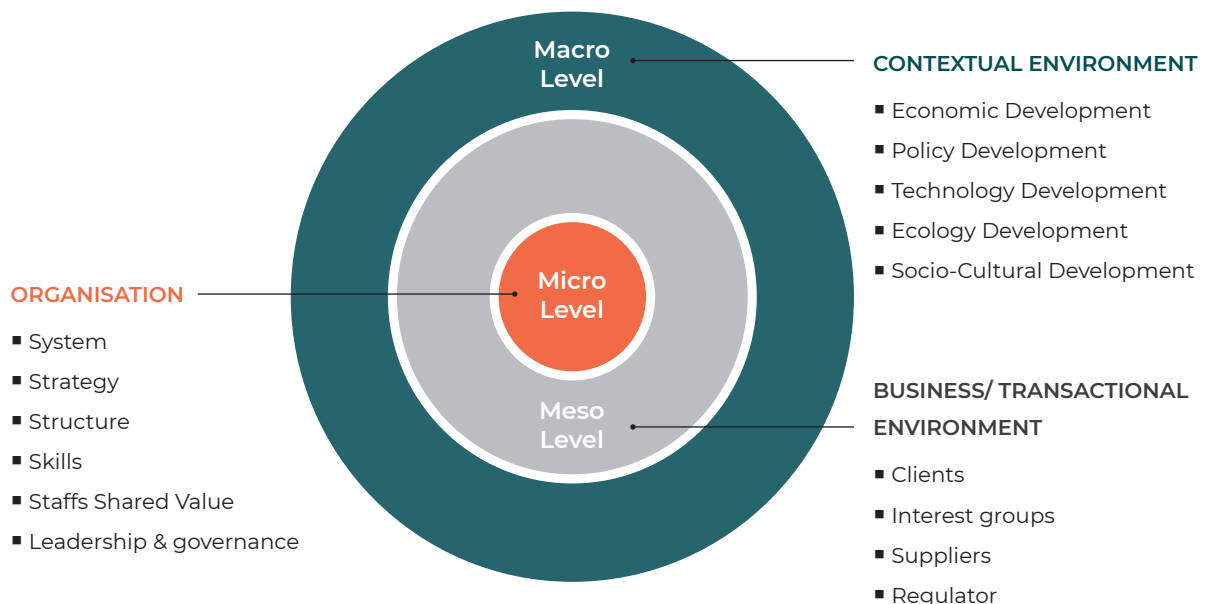 Macro
Level
CONTEXTUAL ENVIRONMENT
Economic Development
Policy Development
Technology Development
Ecology Development
Socio-Cultural Development
Micro
Level
ORGANISATION
System
Strategy
Structure
Skills
Staffs Shared Value
Leadership & governance
Meso
Level
BUSINESS/ TRANSACTIONAL
ENVIRONMENT
Clients
Interest groups
Suppliers
Regulator